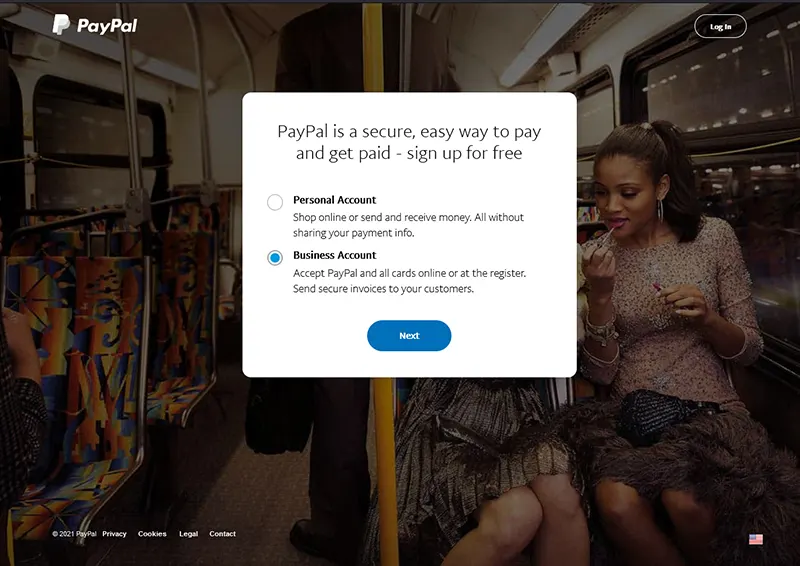 PayPal
Log In
PayPal is a secure, easy way to pay
and get paid - sign up for free
Personal Account
Shop online or send and receive money. All without
sharing your payment info.
Business Account
Accept PayPal and all cards online or at the register.
Send secure invoices to your customers.
Next
© 2021 PayPal Privacy Cookies Legal Contact